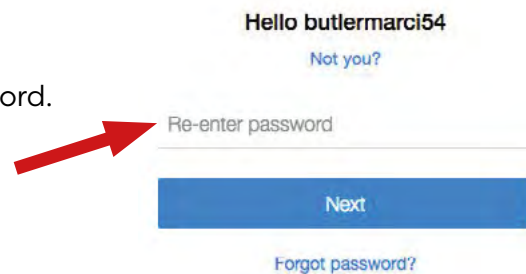 Hello butlermarci54
Not you?
ord.
Re-enter password
Next
Forgot password?